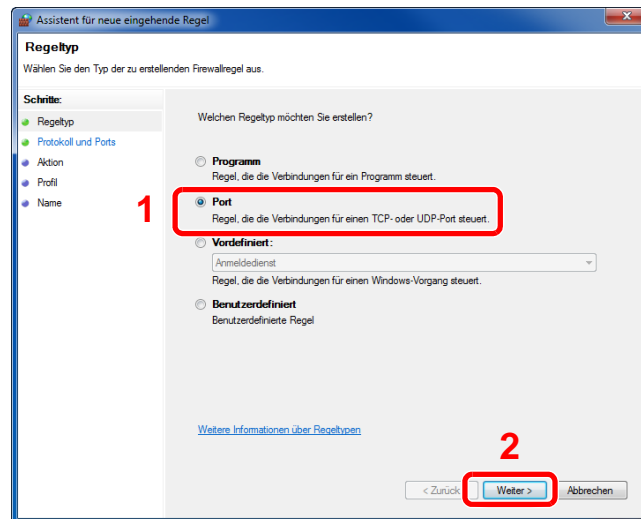 Assistent für neue eingehende Regel
Regeltyp
Wählen Sie den Typ der zu erstellenden Firewallregel aus.
Schritte:
Regeltyp
Protokoll und Ports
Aktion
Profil
Name
Welchen Regeltyp möchten Sie erstellen?
Programm
Regel, die die Verbindungen für ein Programm steuert.
1
Port
Regel, die die Verbindungen für einen TCP- oder UDP-Port steuert.
Vordefiniert:
Anmeldedienst
Regel, die die Verbindungen für einen Windows-Vorgang steuert.
Benutzerdefiniert
Benutzerdefinierte Regel
Weitere Informationen über Regeltypen
2
< Zurück
Weiter >
Abbrechen